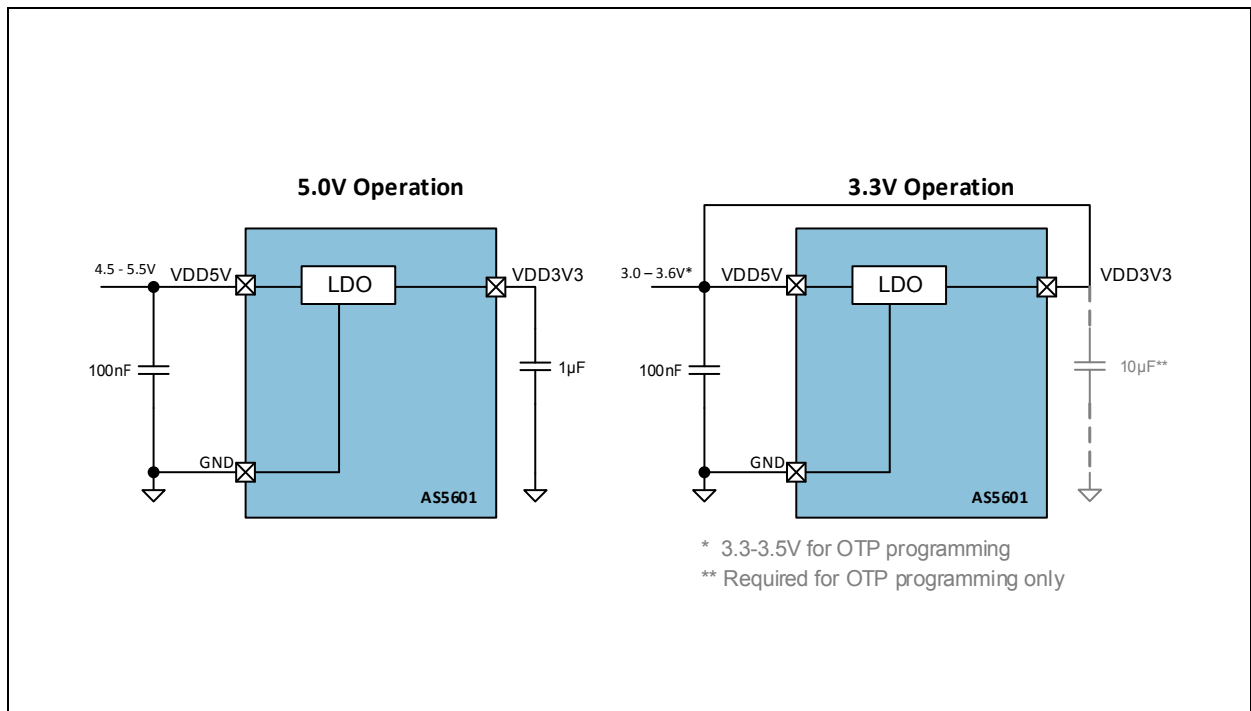 5.0V Operation
4.5 - 5.5V
VDD5V
LDO
VDD3V3
100nF
1µF
GND
AS5601
3.3V Operation
3.0 – 3.6V*
VDD5V
LDO
VDD3V3
100nF
10µF**
GND
AS5601
* 3.3-3.5V for OTP programming
** Required for OTP programming only